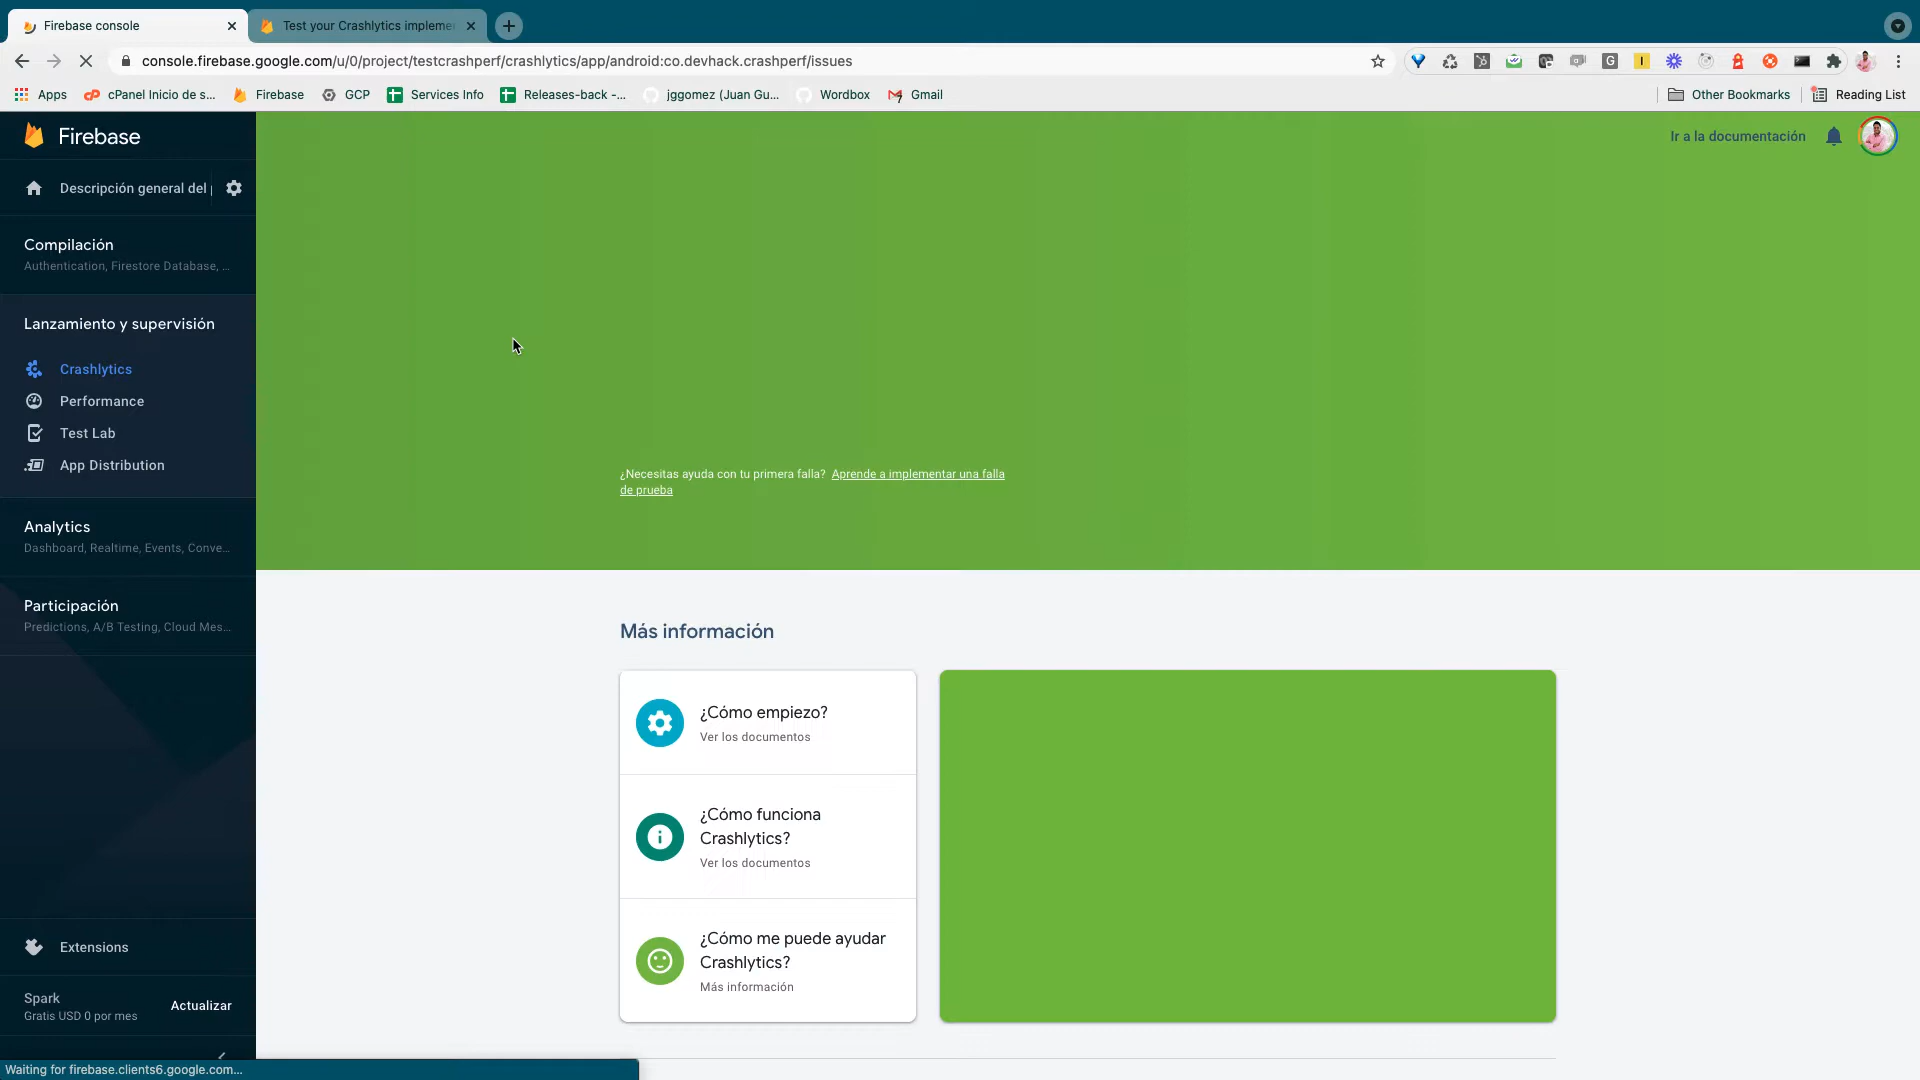 Firebase console
Test your Crashlytics impleme
console.firebase.google.com/u/0/project/testcrashperf/crashlytics/app/android:co.devhack.crashperf/issues
Apps
cPanel Inicio de s...
Firebase
GCP
Services Info
Releases-back -...
jggomez (Juan Gu...
Wordbox
Gmail
Other Bookmarks
Reading List
Firebase
Ir a la documentación
Descripción general del
Compilación
Authentication, Firestore Database, ...
Lanzamiento y supervisión
Crashlytics
Performance
Test Lab
App Distribution
Analytics
Dashboard, Realtime, Events, Conve...
Participación
Predictions, A/B Testing, Cloud Mes...
Extensions
Spark
Gratis USD 0 por mes
Actualizar
¿Necesitas ayuda con tu primera falla? Aprende a implementar una falla
de prueba
Más información
¿Cómo empiezo?
Ver los documentos
¿Cómo funciona
Crashlytics?
Ver los documentos
¿Cómo me puede ayudar
Crashlytics?
Más información
Waiting for firebase.clients6.google.com...